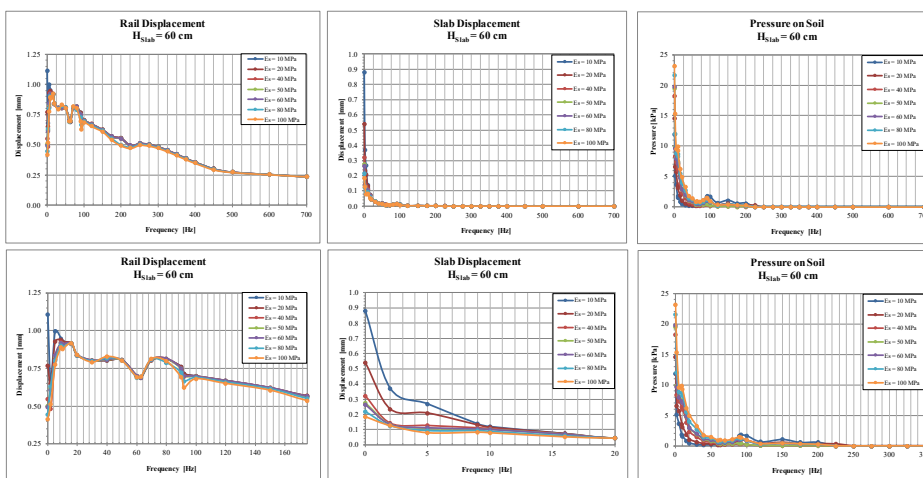 Rail Displacement
H_Slab = 60 cm
Displacement [mm]
1.25
1.00
0.75
0.50
0.25
0.00
0 100 200 300 400 500 600 700
Frequency [Hz]
Es = 10 MPa
Es = 20 MPa
Es = 40 MPa
Es = 50 MPa
Es = 60 MPa
Es = 80 MPa
Es = 100 MPa
Slab Displacement
H_Slab = 60 cm
Displacement [mm]
1.0
0.9
0.8
0.7
0.6
0.5
0.4
0.3
0.2
0.1
0.0
0 100 200 300 400 500 600 700
Frequency [Hz]
Es = 10 MPa
Es = 20 MPa
Es = 40 MPa
Es = 50 MPa
Es = 60 MPa
Es = 80 MPa
Es = 100 MPa
Pressure on Soil
H_Slab = 60 cm
Pressure [kPa]
25
20
15
10
5
0
0 100 200 300 400 500 600 700
Frequency [Hz]
Es = 10 MPa
Es = 20 MPa
Es = 40 MPa
Es = 50 MPa
Es = 60 MPa
Es = 80 MPa
Es = 100 MPa
Rail Displacement
H_Slab = 60 cm
Displacement [mm]
1.25
1.00
0.75
0.50
0.25
0 20 40 60 80 100 120 140 160
Frequency [Hz]
Es = 10 MPa
Es = 20 MPa
Es = 40 MPa
Es = 50 MPa
Es = 60 MPa
Es = 80 MPa
Es = 100 MPa
Slab Displacement
H_Slab = 60 cm
Displacement [mm]
1.0
0.9
0.8
0.7
0.6
0.5
0.4
0.3
0.2
0.1
0.0
0 5 10 15 20
Frequency [Hz]
Es = 10 MPa
Es = 20 MPa
Es = 40 MPa
Es = 50 MPa
Es = 60 MPa
Es = 80 MPa
Es = 100 MPa
Pressure on Soil
H_Slab = 60 cm
Pressure [kPa]
25
20
15
10
5
0
0 25 50 75 100 125 150 175 200 225 250 275 300 325
Frequency [Hz]
Es = 10 MPa
Es = 20 MPa
Es = 40 MPa
Es = 50 MPa
Es = 60 MPa
Es = 80 MPa
Es = 100 MPa